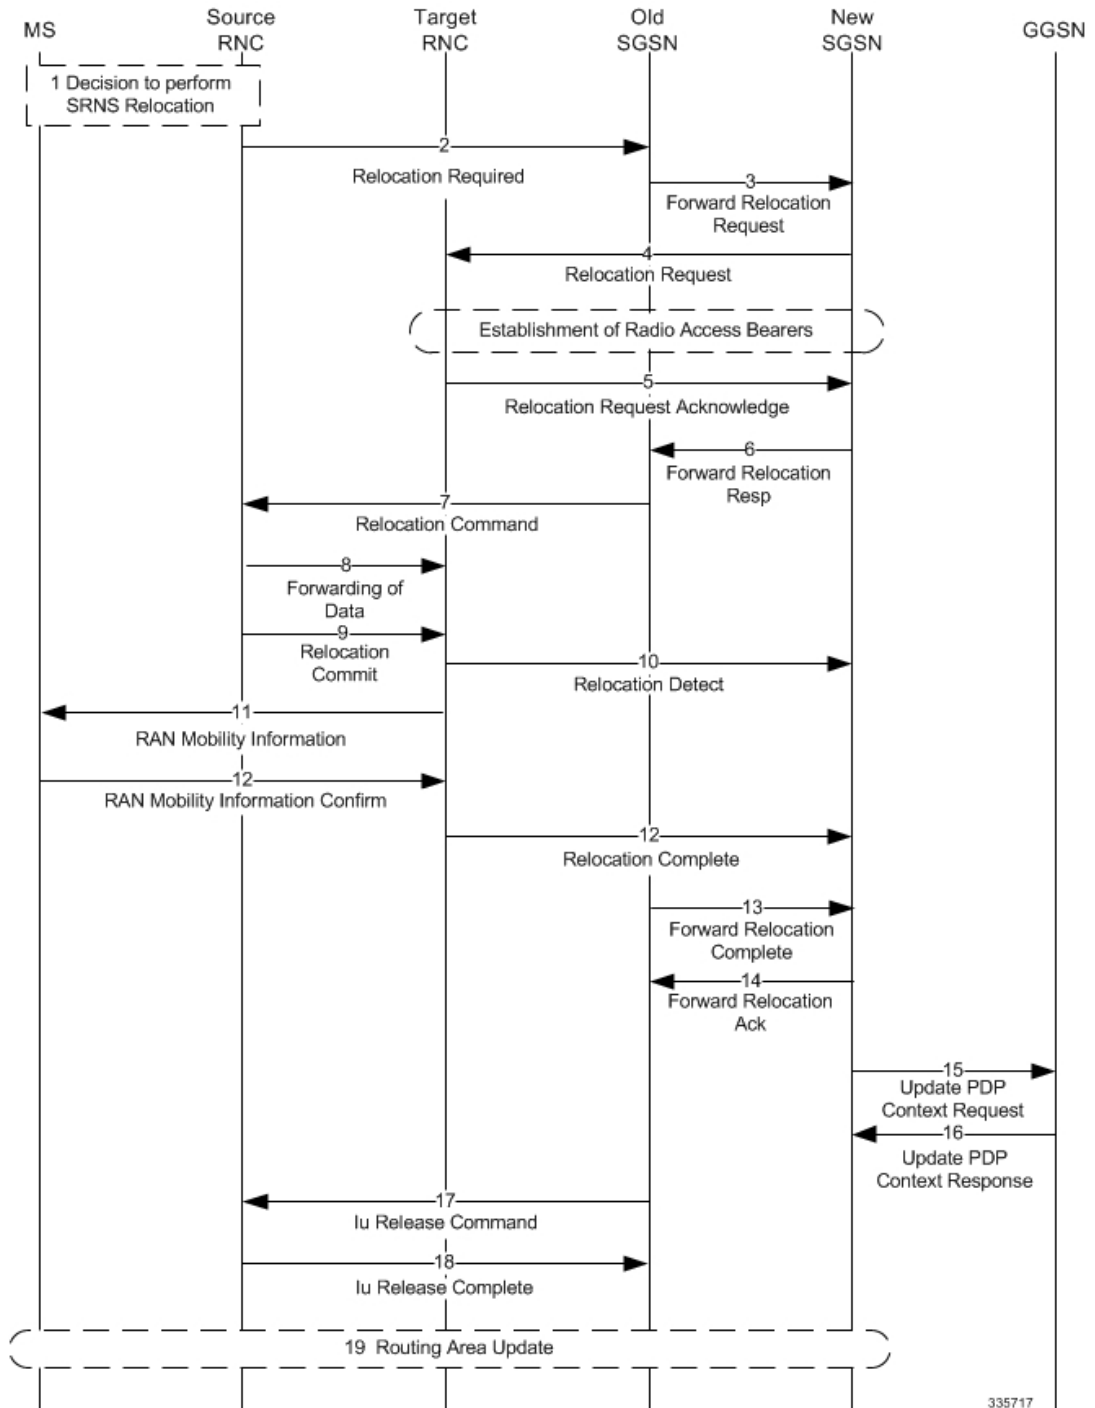 MS
Source
RNC
Target
RNC
Old
SGSN
New
SGSN
GGSN
1 Decision to perform
SRNS Relocation
2
Relocation Required
3
Forward Relocation
Request
4
Relocation Request
Establishment of Radio Access Bearers
5
Relocation Request Acknowledge
6
Forward Relocation
Resp
7
Relocation Command
8
Forwarding of
Data
9
Relocation
Commit
10
Relocation Detect
11
RAN Mobility Information
12
RAN Mobility Information Confirm
12
Relocation Complete
13
Forward Relocation
Complete
14
Forward Relocation
Ack
15
Update PDP
Context Request
16
Update PDP
Context Response
17
Iu Release Command
18
Iu Release Complete
19 Routing Area Update
335717